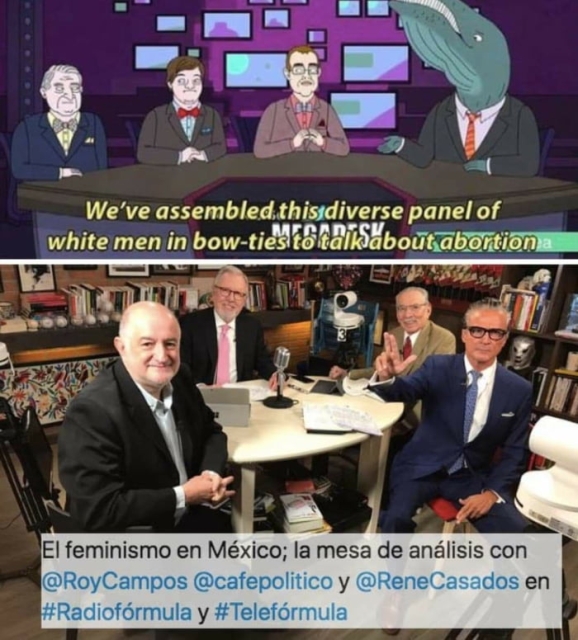 We've assembled this diverse panel of
white men in bow-ties to talk about abortion
MEGADESK
3
El feminismo en México; la mesa de análisis con
@RoyCampos @cafepolitico y @ReneCasados en
#Radiofórmula y #Telefórmula